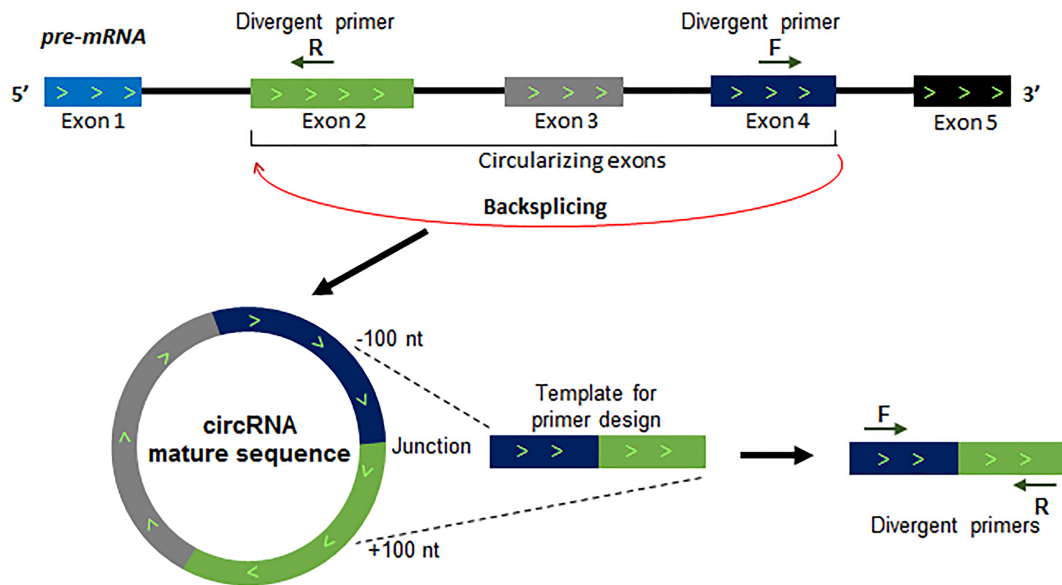 pre-mRNA
Divergent primer
R
Divergent primer
F
5’
> > >
> > > >
> > >
> > >
> > >
3’
Exon 1
Exon 2
Exon 3
Exon 4
Exon 5
Circularizing exons
Backsplicing
-100 nt
circRNA
mature sequence
Junction
+100 nt
Template for
primer design
> >
> >
F
> >
> >
R
Divergent primers